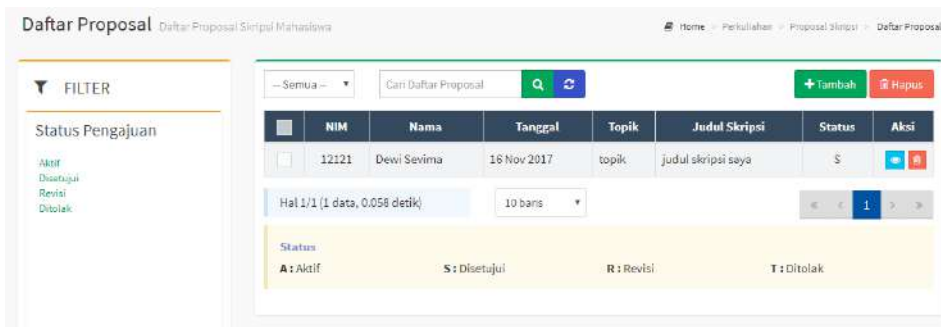 Daftar Proposal Daftar Proposal Skripsi Mahasiswa
Home Perkuliahan Proposal Skripsi Daftar Proposal
FILTER
Status Pengajuan
Aktif
Disetujui
Revisi
Ditolak
-- Semua -- Cari Daftar Proposal Tambah Hapus
NIM Nama Tanggal Topik Judul Skripsi Status Aksi
12121 Dewi Sevima 16 Nov 2017 topik judul skripsi saya S
Hal 1/1 (1 data, 0.058 detik) 10 baris « ‹ 1 › »
Status
A : Aktif S : Disetujui R : Revisi T : Ditolak